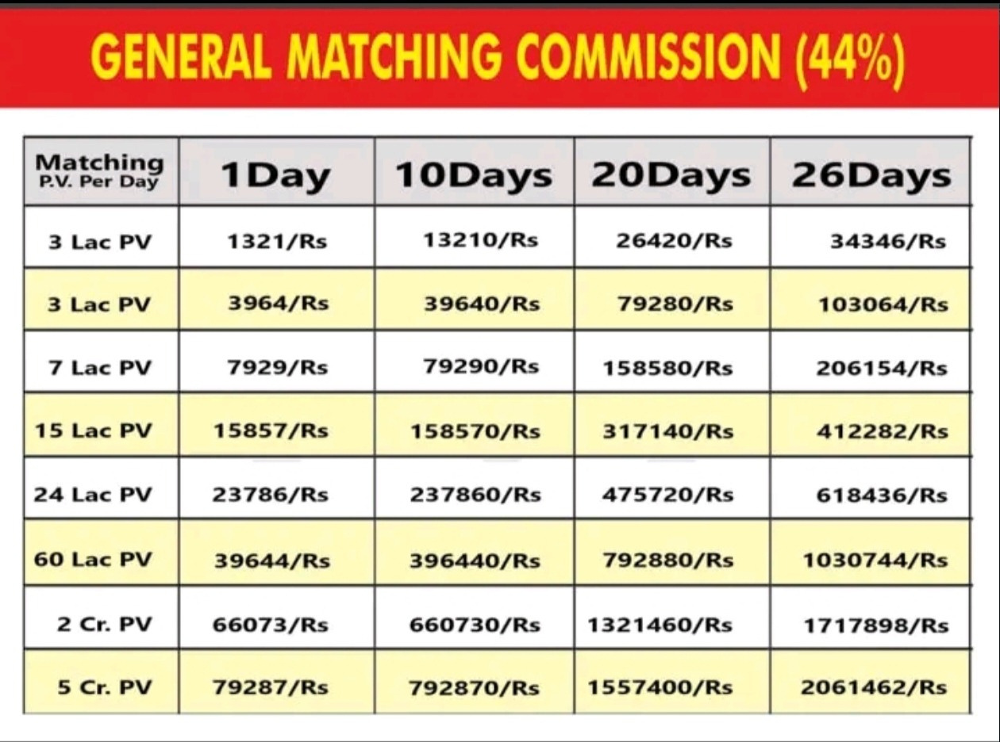 GENERAL MATCHING COMMISSION (44%)
Matching P.V. Per Day 1Day 10Days 20Days 26Days
3 Lac PV 1321/Rs 13210/Rs 26420/Rs 34346/Rs
3 Lac PV 3964/Rs 39640/Rs 79280/Rs 103064/Rs
7 Lac PV 7929/Rs 79290/Rs 158580/Rs 206154/Rs
15 Lac PV 15857/Rs 158570/Rs 317140/Rs 412282/Rs
24 Lac PV 23786/Rs 237860/Rs 475720/Rs 618436/Rs
60 Lac PV 39644/Rs 396440/Rs 792880/Rs 1030744/Rs
2 Cr. PV 66073/Rs 660730/Rs 1321460/Rs 1717898/Rs
5 Cr. PV 79287/Rs 792870/Rs 1557400/Rs 2061462/Rs